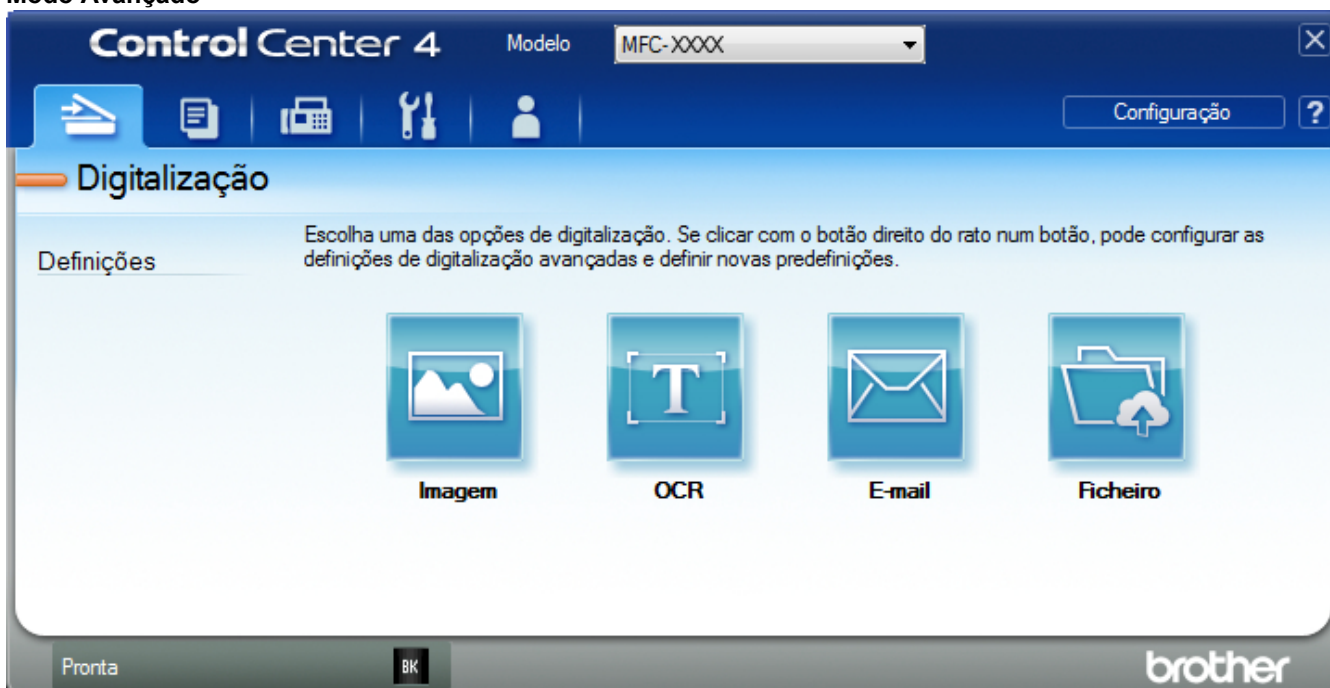 Modo Avançado
Control Center 4 Modelo MFC-XXXX
Configuração ?
Digitalização
Definições
Escolha uma das opções de digitalização. Se clicar com o botão direito do rato num botão, pode configurar as
definições de digitalização avançadas e definir novas predefinições.
T
Imagem OCR E-mail Ficheiro
Pronta BK brother